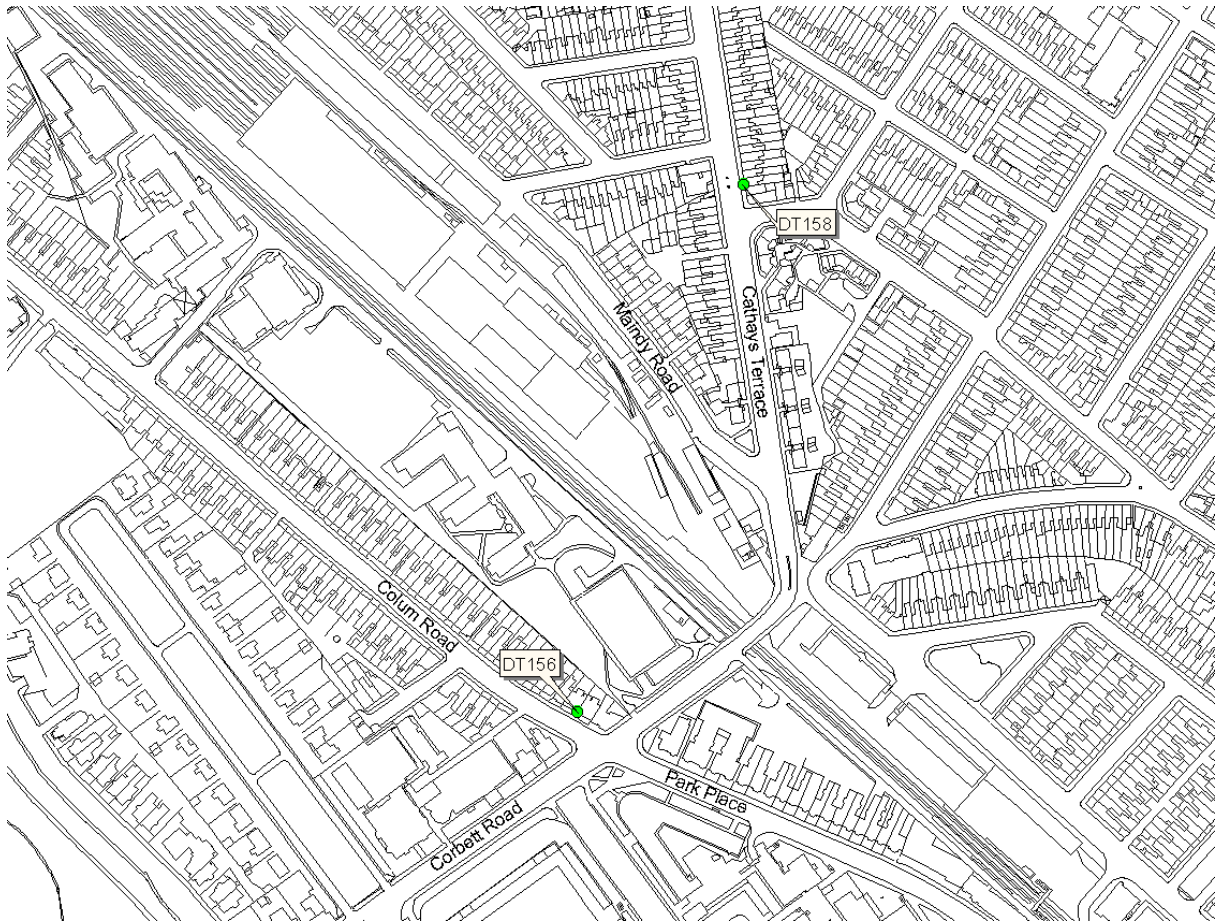 DT158
Maindy Road
Cathays Terrace
Colum Road
DT156
Park Place
Corbett Road